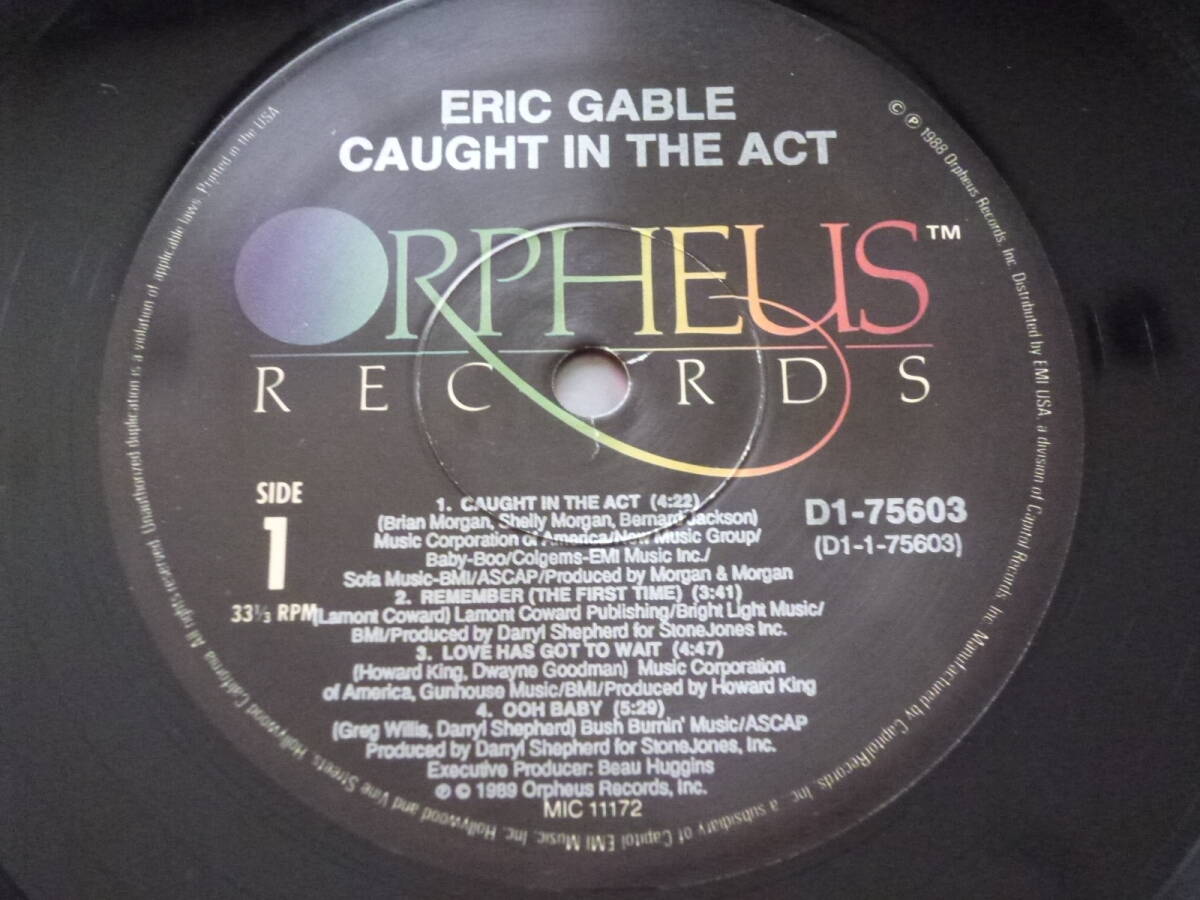 ERIC GABLE
CAUGHT IN THE ACT
ORPHEUS™
RECORDS
SIDE
1
33⅓ RPM
D1-75603
(D1-1-75603)
1. CAUGHT IN THE ACT (4:22)
(Brian Morgan, Shelly Morgan, Bernard Jackson)
Music Corporation of America/New Music Group/
Baby-Boo/Colgems-EMI Music Inc./
Sofa Music-BMI/ASCAP/Produced by Morgan & Morgan
2. REMEMBER (THE FIRST TIME) (3:41)
(Lamont Coward) Lamont Coward Publishing/Bright Light Music/
BMI/Produced by Darryl Shepherd for StoneJones Inc.
3. LOVE HAS GOT TO WAIT (4:47)
(Howard King, Dwayne Goodman) Music Corporation
of America, Gunhouse Music/BMI/Produced by Howard King
4. OOH BABY (5:29)
(Greg Willis, Darryl Shepherd) Bush Burnin' Music/ASCAP
Produced by Darryl Shepherd for StoneJones, Inc.
Executive Producer: Beau Huggins
℗ © 1989 Orpheus Records, Inc.
MIC 11172
© ℗ 1988 Orpheus Records, Inc. Distributed by EMI USA, a division of Capitol Records, Inc. Manufactured by Capitol Records, Inc. a subsidiary of Capitol EMI Music, Inc. Hollywood and Vine Streets, Hollywood California. All rights reserved Unauthorized duplication is a violation of applicable laws Printed in the USA